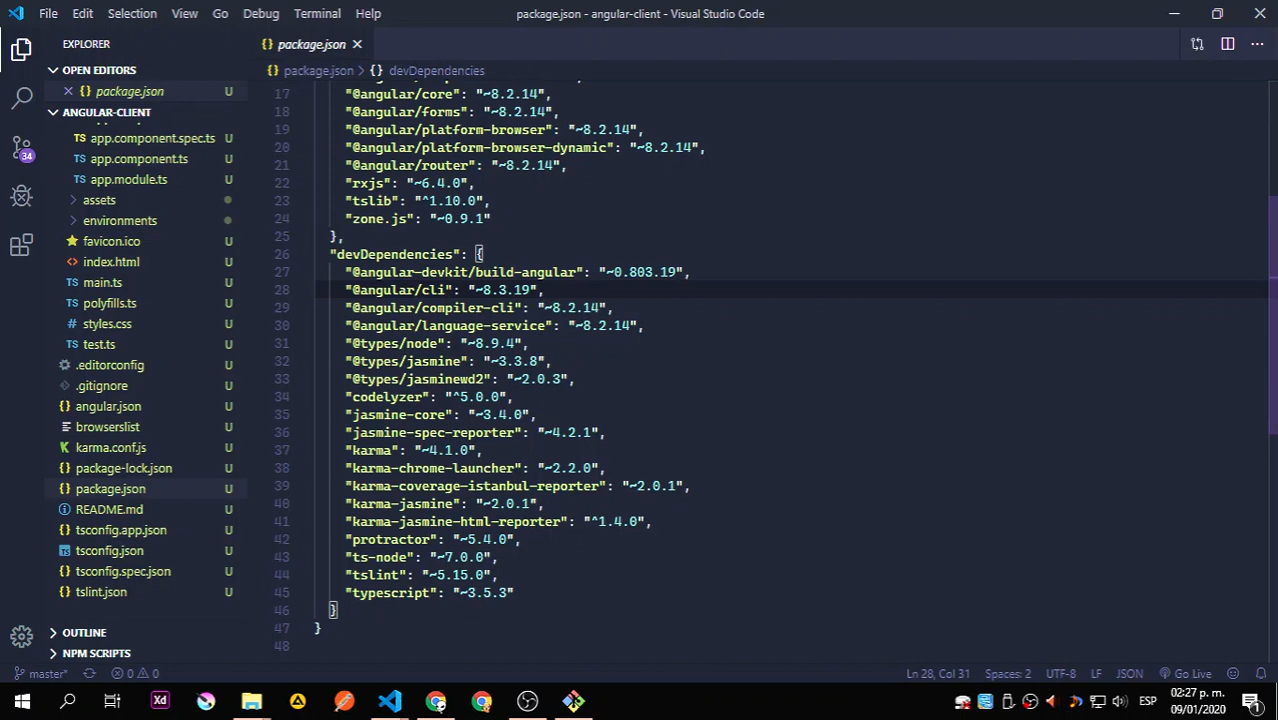 File Edit Selection View Go Debug Terminal Help
package.json - angular-client - Visual Studio Code
EXPLORER
OPEN EDITORS
package.json U
ANGULAR-CLIENT
app.component.spec.ts U
app.component.ts U
app.module.ts U
assets
environments
favicon.ico U
index.html U
main.ts U
polyfills.ts U
styles.css U
test.ts U
.editorconfig U
.gitignore U
angular.json U
browserslist U
karma.conf.js U
package-lock.json U
package.json U
README.md U
tsconfig.app.json U
tsconfig.json U
tsconfig.spec.json U
tslint.json U
OUTLINE
NPM SCRIPTS
34
package.json
package.json > {} devDependencies
17 "@angular/core": "~8.2.14",
18 "@angular/forms": "~8.2.14",
19 "@angular/platform-browser": "~8.2.14",
20 "@angular/platform-browser-dynamic": "~8.2.14",
21 "@angular/router": "~8.2.14",
22 "rxjs": "~6.4.0",
23 "tslib": "^1.10.0",
24 "zone.js": "~0.9.1"
25 },
26 "devDependencies": {
27 "@angular-devkit/build-angular": "~0.803.19",
28 "@angular/cli": "~8.3.19",
29 "@angular/compiler-cli": "~8.2.14",
30 "@angular/language-service": "~8.2.14",
31 "@types/node": "~8.9.4",
32 "@types/jasmine": "~3.3.8",
33 "@types/jasminewd2": "~2.0.3",
34 "codelyzer": "^5.0.0",
35 "jasmine-core": "~3.4.0",
36 "jasmine-spec-reporter": "~4.2.1",
37 "karma": "~4.1.0",
38 "karma-chrome-launcher": "~2.2.0",
39 "karma-coverage-istanbul-reporter": "~2.0.1",
40 "karma-jasmine": "~2.0.1",
41 "karma-jasmine-html-reporter": "^1.4.0",
42 "protractor": "~5.4.0",
43 "ts-node": "~7.0.0",
44 "tslint": "~5.15.0",
45 "typescript": "~3.5.3"
46 }
47 }
48
master* 0 0
Ln 28, Col 31 Spaces: 2 UTF-8 LF JSON Go Live
Xd
ESP
02:27 p. m.
09/01/2020
1